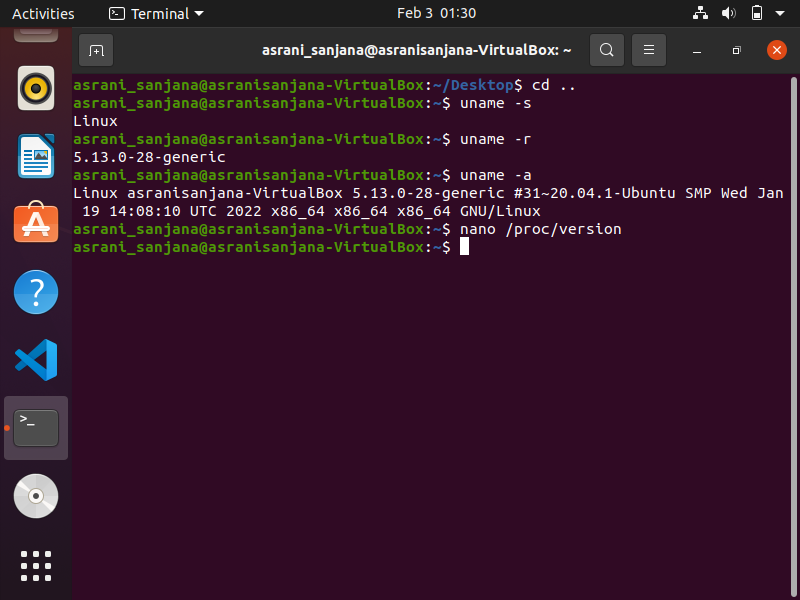 Activities Terminal Feb 3 01:30
asrani_sanjana@asranisanjana-VirtualBox: ~
asrani_sanjana@asranisanjana-VirtualBox:~/Desktop$ cd ..
asrani_sanjana@asranisanjana-VirtualBox:~$ uname -s
Linux
asrani_sanjana@asranisanjana-VirtualBox:~$ uname -r
5.13.0-28-generic
asrani_sanjana@asranisanjana-VirtualBox:~$ uname -a
Linux asranisanjana-VirtualBox 5.13.0-28-generic #31~20.04.1-Ubuntu SMP Wed Jan
 19 14:08:10 UTC 2022 x86_64 x86_64 x86_64 GNU/Linux
asrani_sanjana@asranisanjana-VirtualBox:~$ nano /proc/version
asrani_sanjana@asranisanjana-VirtualBox:~$